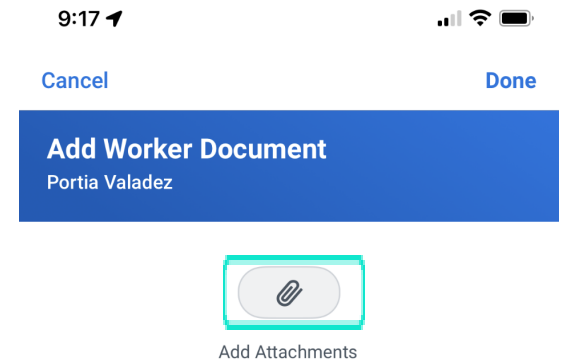 9:17
Cancel
Done
Add Worker Document
Portia Valadez
Add Attachments